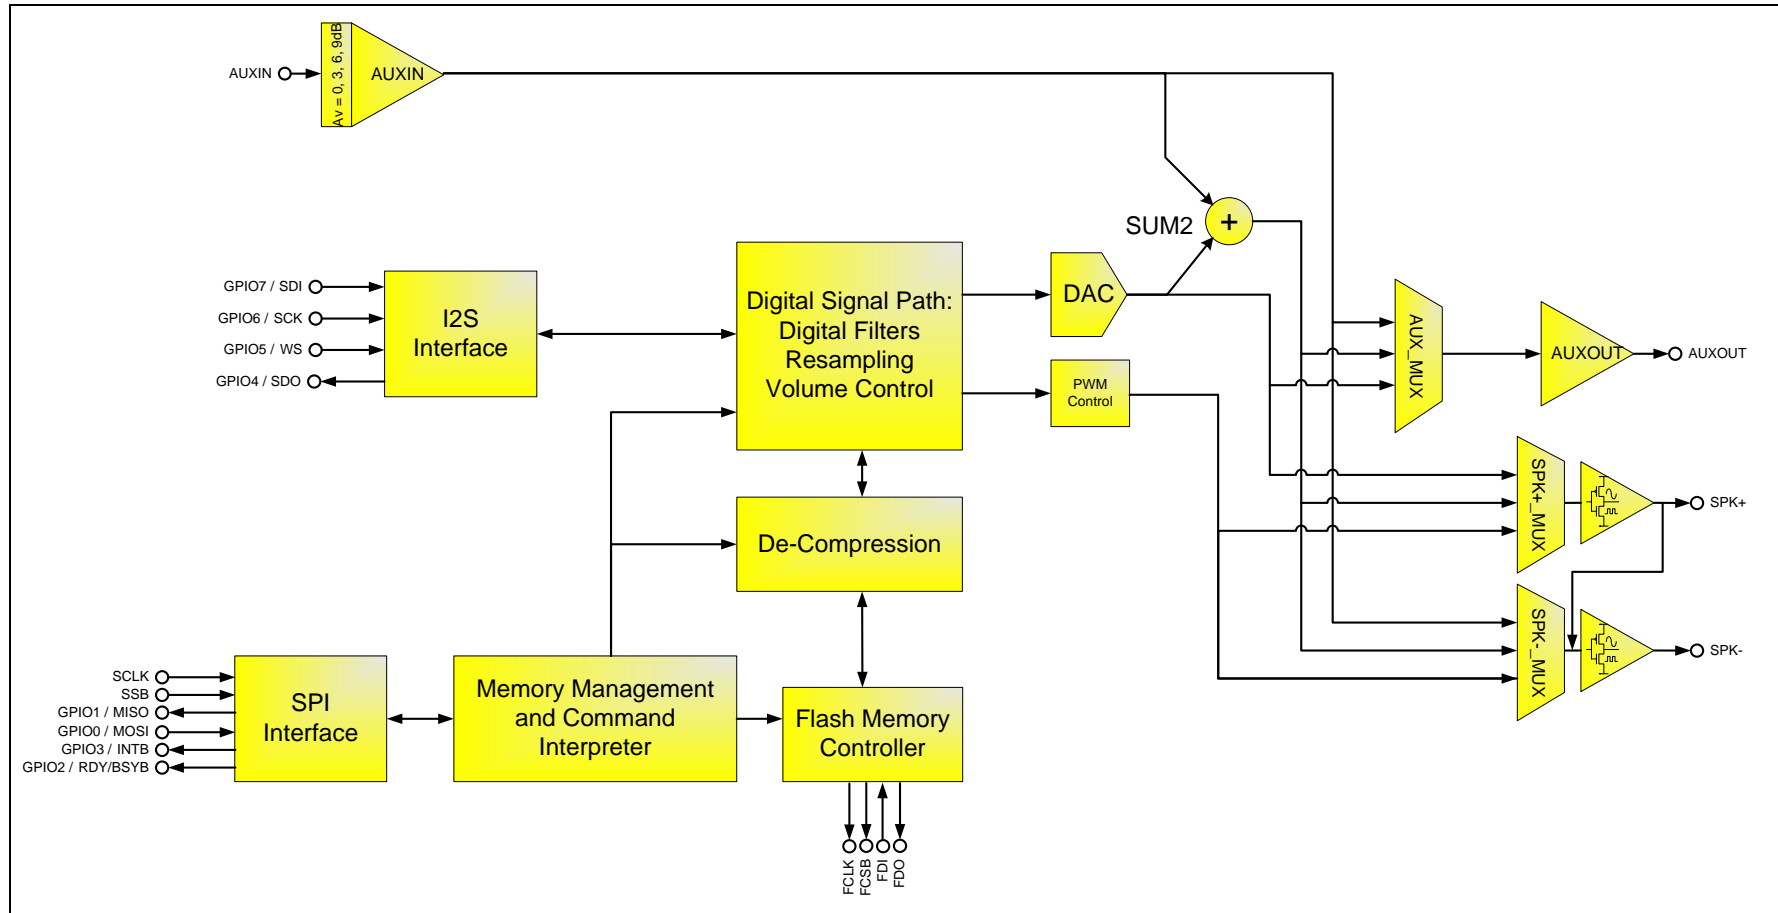 AUXIN
Av = 0, 3, 6, 9dB
AUXIN
SUM2
+
GPIO7 / SDI
GPIO6 / SCK
GPIO5 / WS
GPIO4 / SDO
I2S
Interface
Digital Signal Path:
Digital Filters
Resampling
Volume Control
DAC
PWM
Control
AUX_MUX
AUXOUT
AUXOUT
SPK+_MUX
SPK+
De-Compression
SPK-_MUX
SPK-
SCLK
SSB
GPIO1 / MISO
GPIO0 / MOSI
GPIO3 / INTB
GPIO2 / RDY/BSYB
SPI
Interface
Memory Management
and Command
Interpreter
Flash Memory
Controller
FCLK
FCSB
FDI
FDO